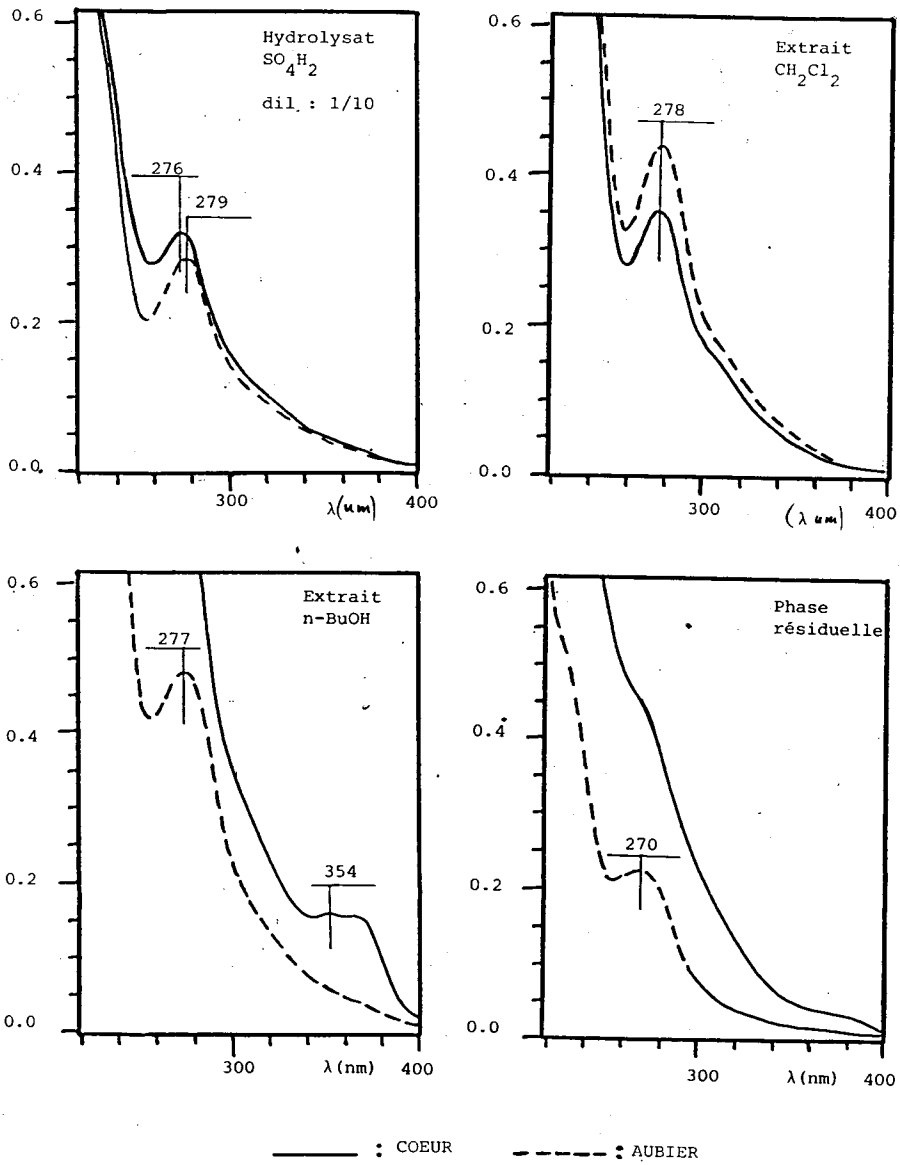 0.6
0.4
0.2
0.0
Hydrolysat
SO4H2
dil. : 1/10
276
279
300
400
λ(um)
0.6
0.4
0.2
0.0
Extrait
CH2Cl2
278
300
400
(λ um)
0.6
0.4
0.2
0.0
Extrait
n-BuOH
277
354
300
400
λ(nm)
0.6
0.4
0.2
0.0
Phase
résiduelle
270
300
400
λ(nm)
: COEUR
: AUBIER